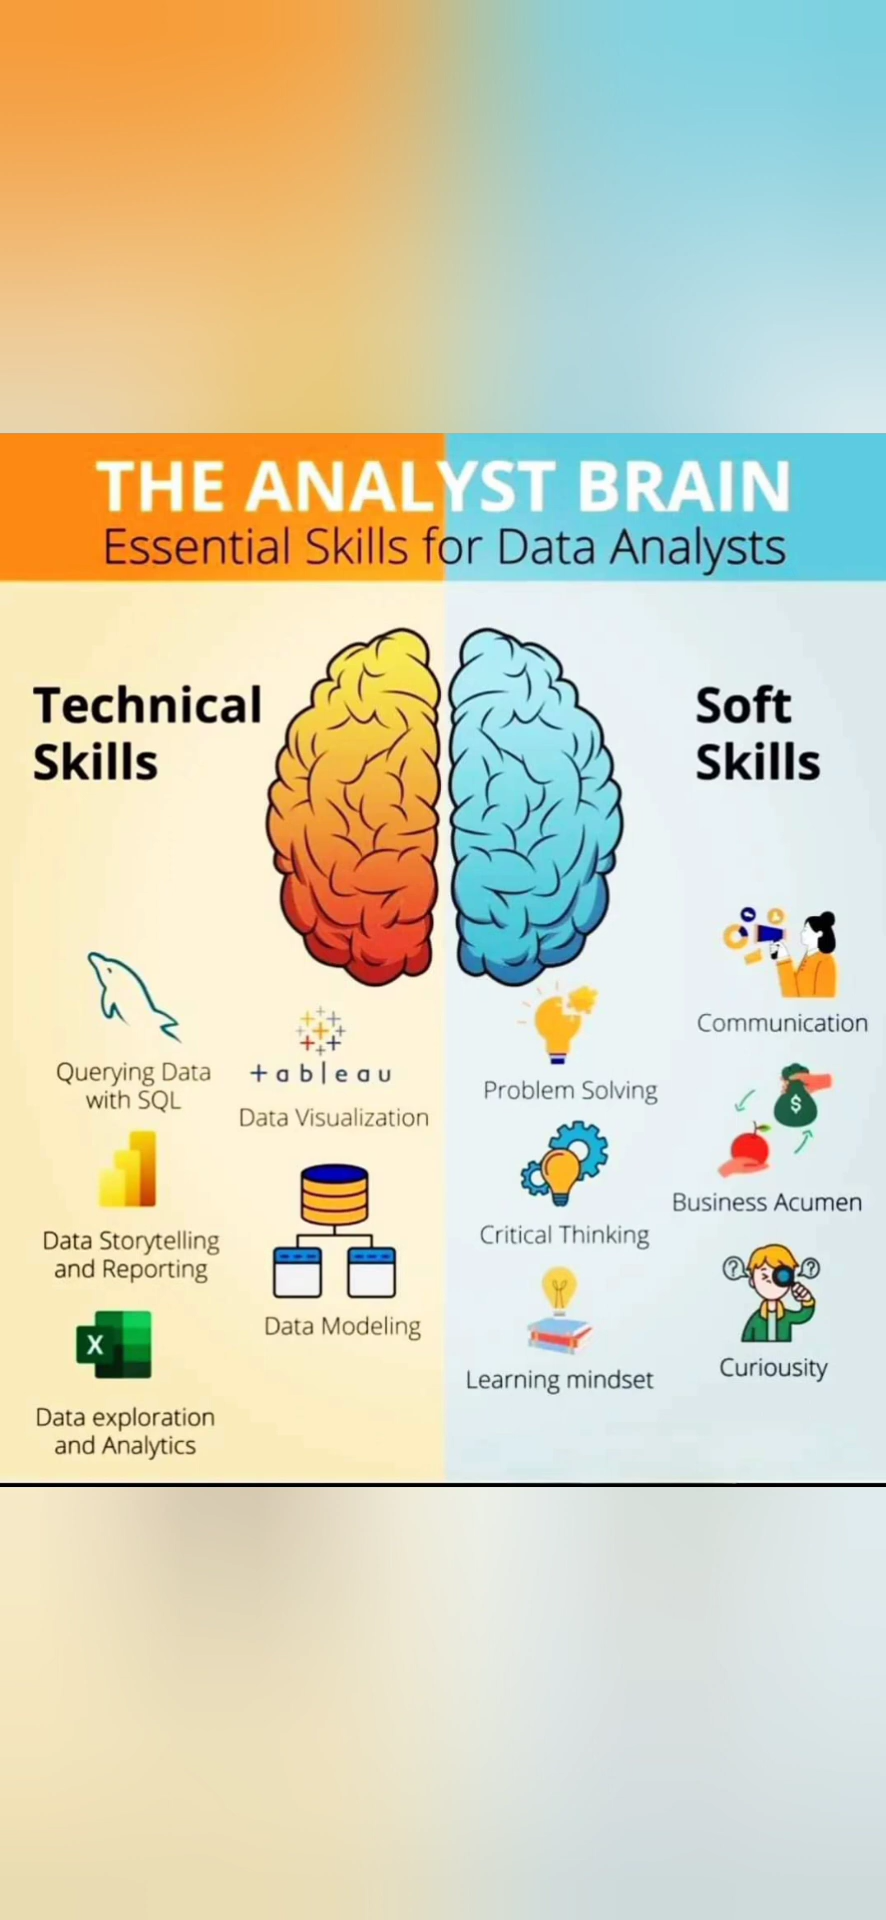 THE ANALYST BRAIN
Essential Skills for Data Analysts
Technical
Skills
Querying Data
with SQL
+ a b l e a u
Data Visualization
Data Storytelling
and Reporting
Data Modeling
X
Data exploration
and Analytics
Soft
Skills
Communication
Problem Solving
$
Business Acumen
Critical Thinking
? ?
Learning mindset
Curiousity